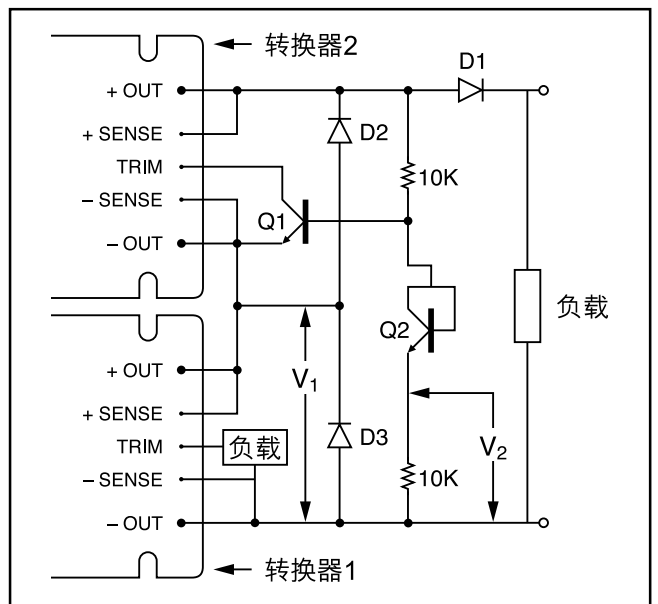 转换器2
D1
+ OUT
+ SENSE
D2
TRIM
10K
– SENSE
Q1
– OUT
负载
Q2
+ OUT
V1
+ SENSE
D3
TRIM
负载
V2
– SENSE
10K
– OUT
转换器1